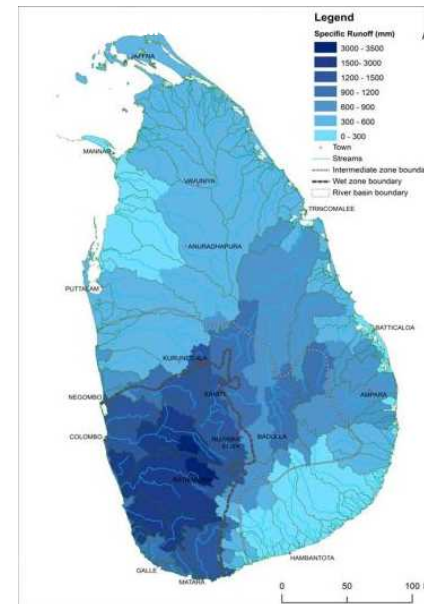 Legend
Specific Runoff (mm)
3000 - 3500
1500- 3000
1200 - 1500
900 - 1200
600 - 900
300 - 600
0 - 300
Town
Streams
Intermediate zone bounda
Wet zone boundary
River basin boundary
JAFFNA
MANNAR
VAVUNIYA
TRINCOMALEE
ANURADHAPURA
PUTTALAM
BATTICALOA
KURUNEGALA
NEGOMBO
KANDY
AMPARA
COLOMBO
BADULLA
HAMBANTOTA
GALLE
MATARA
0 50 100